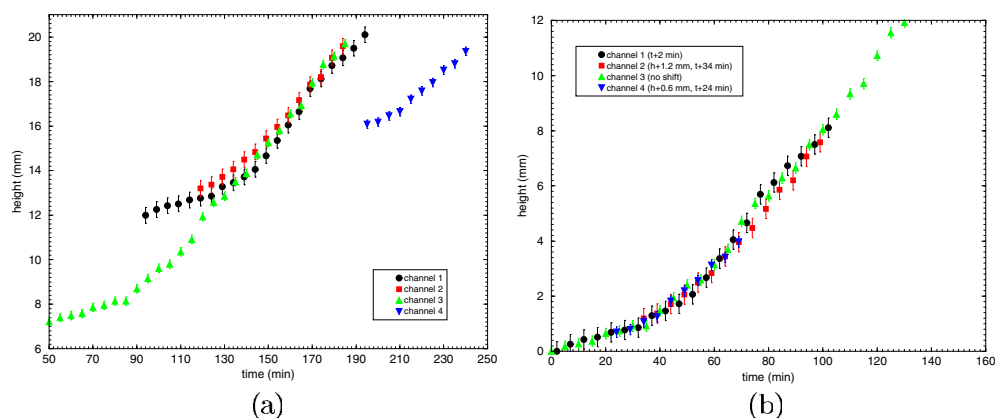 20
18
16
14
12
10
8
6
height (mm)
channel 1
channel 2
channel 3
channel 4
50 70 90 110 130 150 170 190 210 230 250
time (min)
(a)
12
10
8
6
4
2
0
height (mm)
channel 1 (t+2 min)
channel 2 (h+1.2 mm, t+34 min)
channel 3 (no shift)
channel 4 (h+0.6 mm, t+24 min)
0 20 40 60 80 100 120 140 160
time (min)
(b)